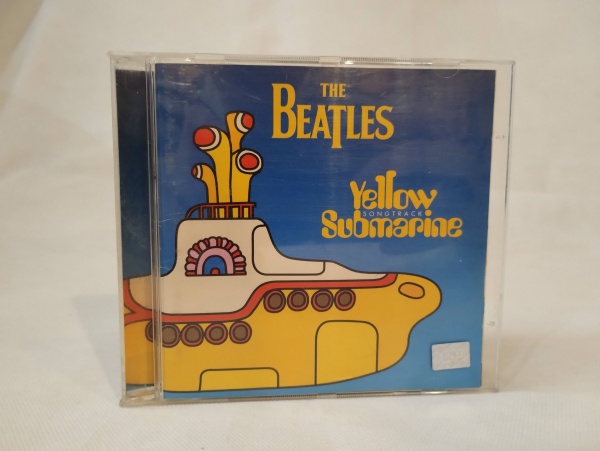 THE
BEATLES
Yellow
SONGTRACK
Submarine